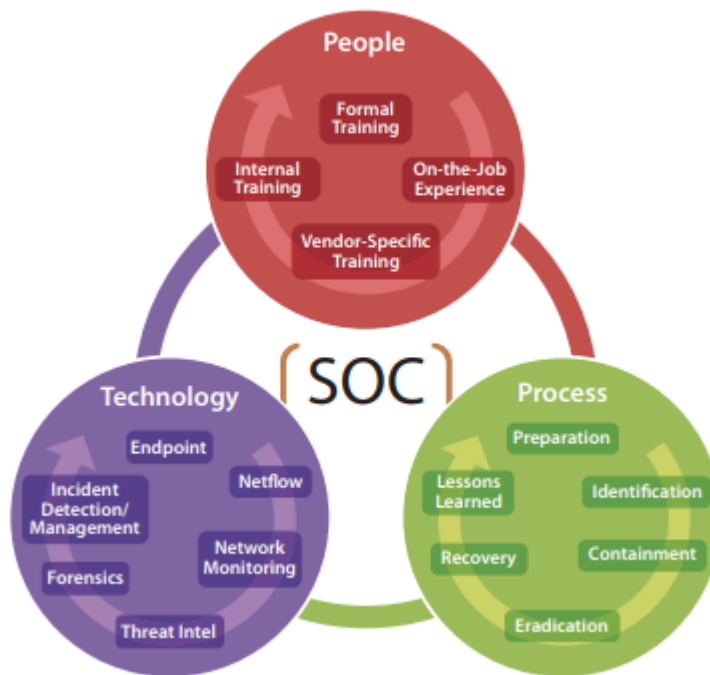 People
Formal
Training
Internal
Training
On-the-Job
Experience
Vendor-Specific
Training
[SOC]
Technology
Endpoint
Netflow
Incident
Detection/
Management
Network
Monitoring
Forensics
Threat Intel
Process
Preparation
Lessons
Learned
Identification
Recovery
Containment
Eradication